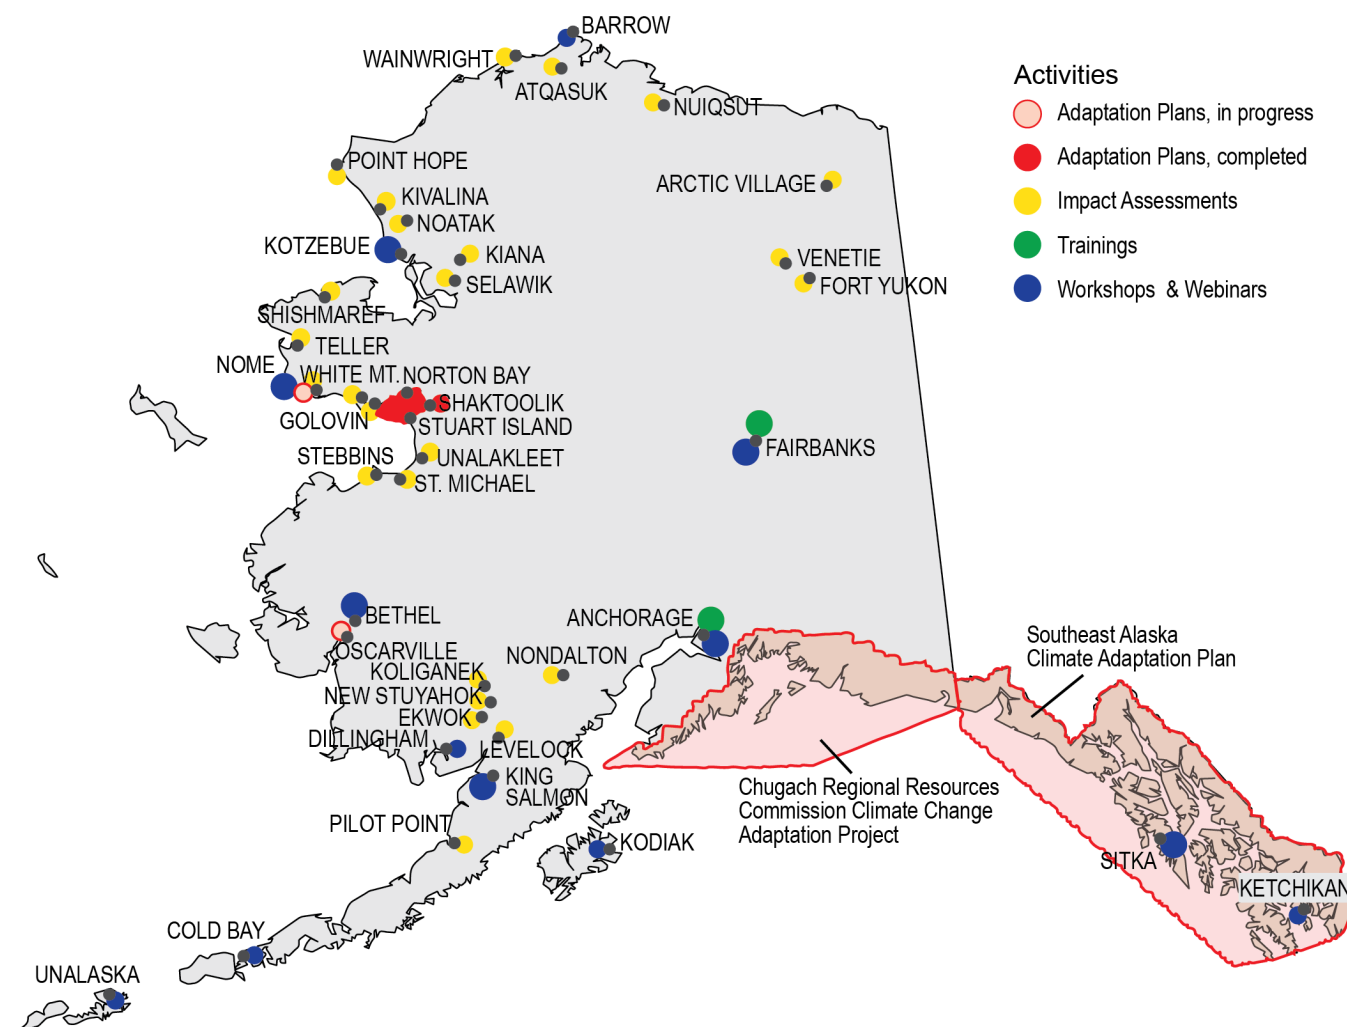 BARROW
WAINWRIGHT
ATQASUK
NUIQSUT
Activities
Adaptation Plans, in progress
Adaptation Plans, completed
Impact Assessments
Trainings
Workshops & Webinars
POINT HOPE
ARCTIC VILLAGE
KIVALINA
NOATAK
KOTZEBUE
KIANA
SELAWIK
VENETIE
FORT YUKON
SHISHMAREF
TELLER
NOME
WHITE MT.
NORTON BAY
SHAKTOOLIK
GOLOVIN
STUART ISLAND
STEBBINS
UNALAKLEET
ST. MICHAEL
FAIRBANKS
BETHEL
OSCARVILLE
ANCHORAGE
Southeast Alaska
Climate Adaptation Plan
NONDALTON
KOLIGANEK
NEW STUYAHOK
EKWOK
DILLINGHAM
LEVELOCK
KING
SALMON
Chugach Regional Resources
Commission Climate Change
Adaptation Project
PILOT POINT
KODIAK
SITKA
KETCHIKAN
COLD BAY
UNALASKA